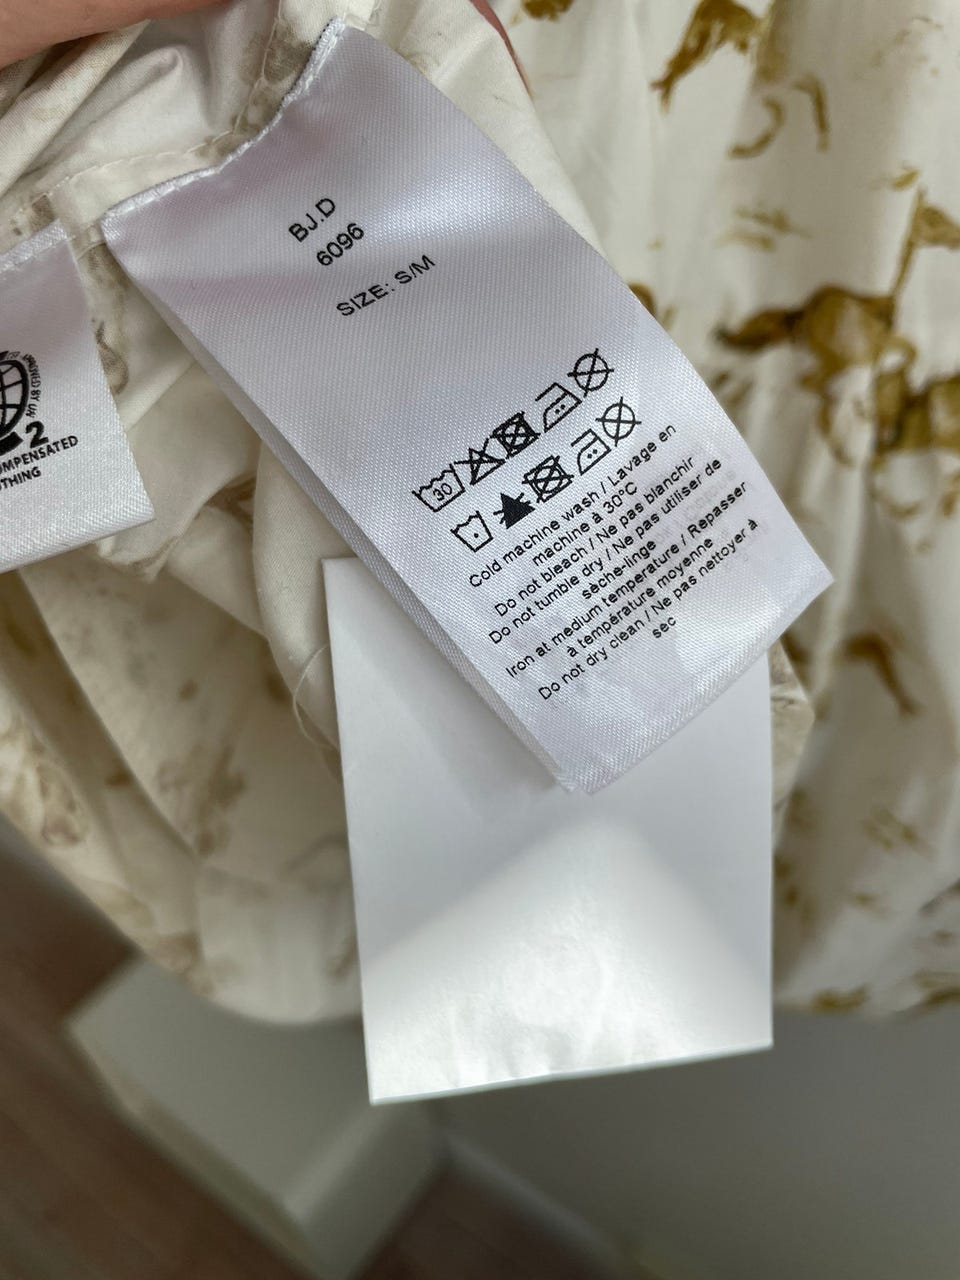 BJ.D
6096
SIZE: S/M
30
Cold machine wash / Lavage en
machine à 30°C
Do not bleach / Ne pas blanchir
Do not tumble dry / Ne pas utiliser de
sèche-linge
Iron at medium temperature / Repasser
à température moyenne
Do not dry clean / Ne pas nettoyer à
sec
2
OMPENSATED
THING